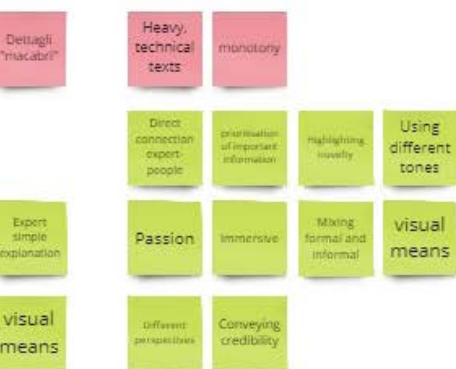 Dettagli
"macabri"
Heavy,
technical
texts
monotony
Direct
connection
expert-
people
prioritisation
of important
information
Highlighting
novelty
Using
different
tones
Expert
simple
explanation
Passion
Immersive
Mixing
formal and
informal
visual
means
visual
means
Different
perspectives
Conveying
credibility